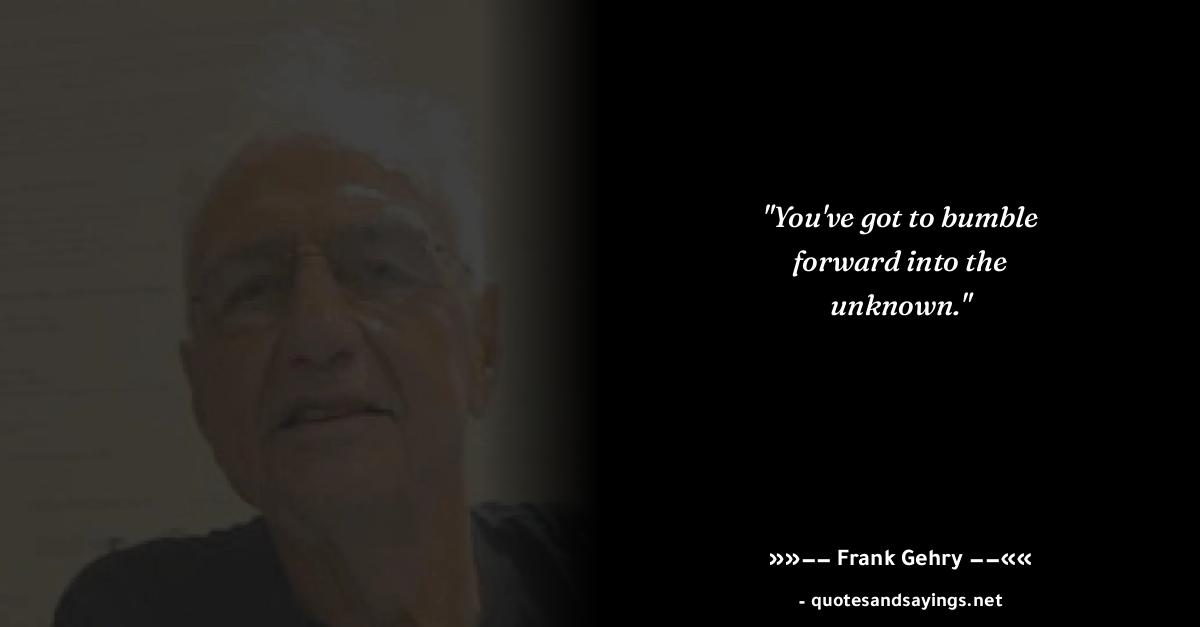 "You've got to bumble
forward into the
unknown."
»»–– Frank Gehry ––««
- quotesandsayings.net